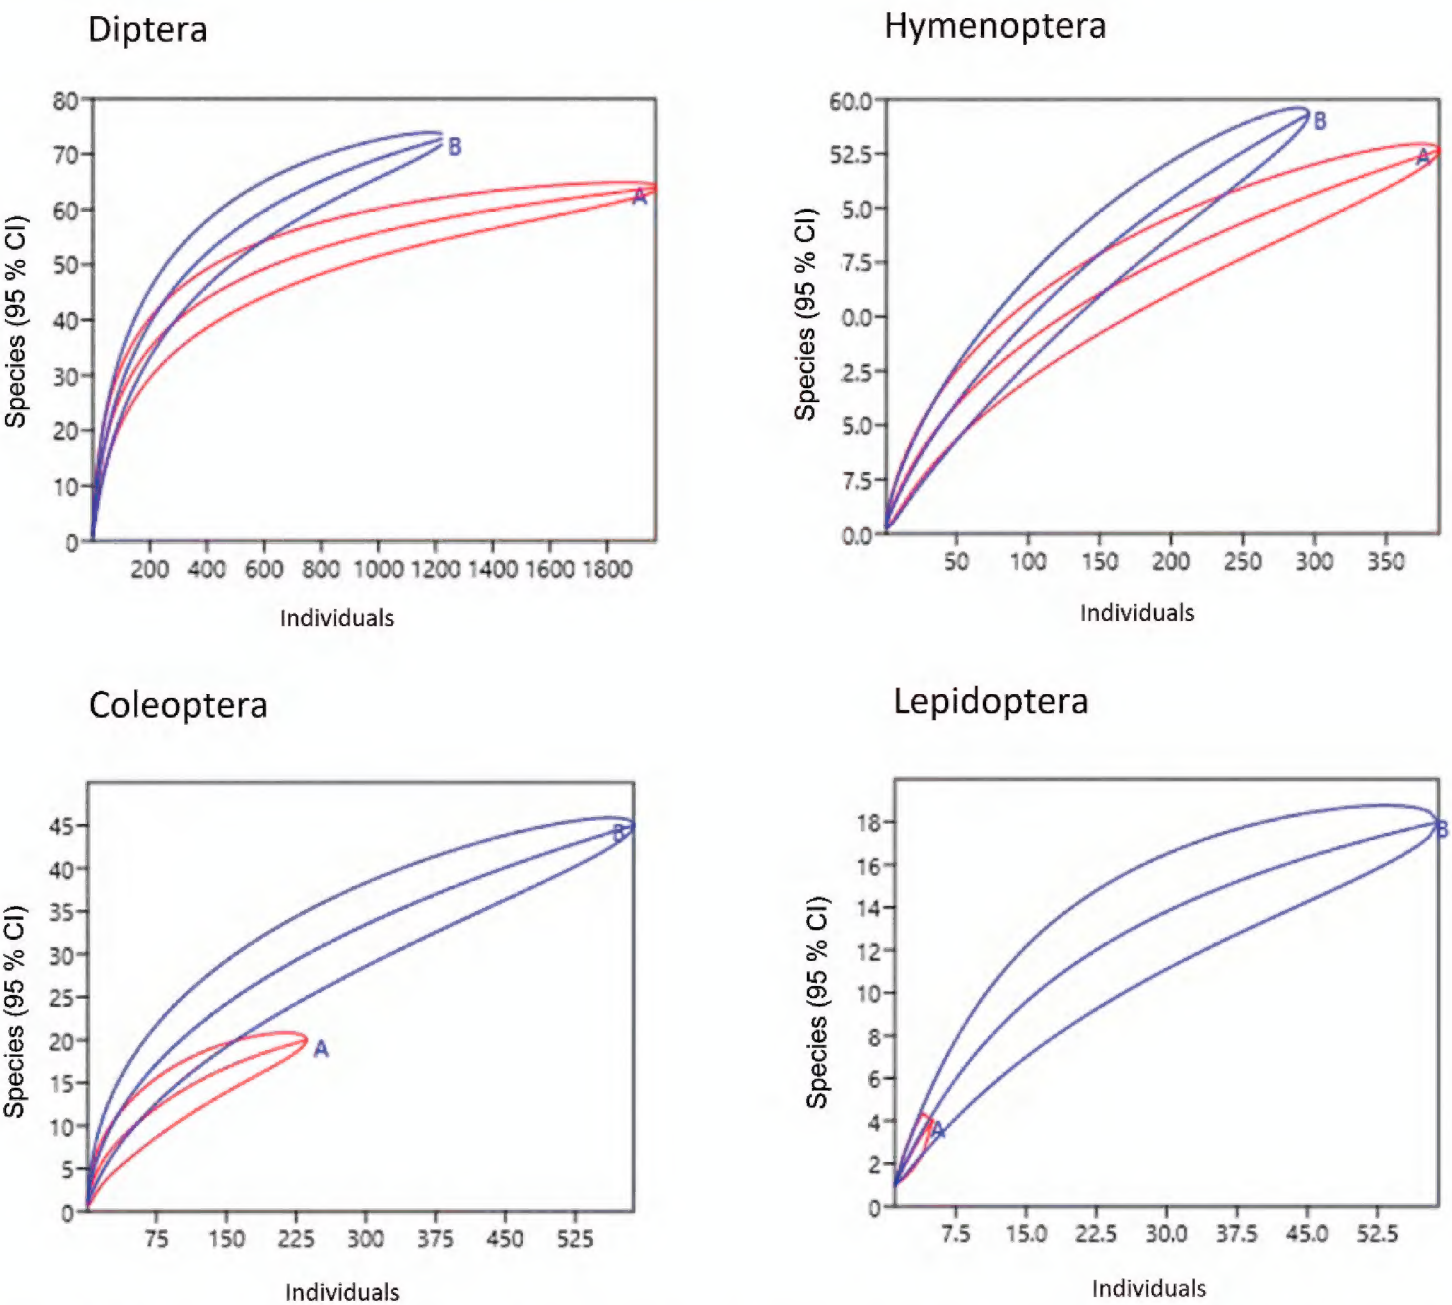 Diptera
Species (95 % CI)
80
70
60
50
40
30
20
10
0
B
A
200 400 600 800 1000 1200 1400 1600 1800
Individuals
Hymenoptera
Species (95 % CI)
60.0
52.5
5.0
7.5
0.0
2.5
5.0
7.5
0.0
B
A
50 100 150 200 250 300 350
Individuals
Coleoptera
Species (95 % CI)
45
40
35
30
25
20
15
10
5
0
B
A
75 150 225 300 375 450 525
Individuals
Lepidoptera
Species (95 % CI)
18
16
14
12
10
8
6
4
2
0
B
A
7.5 15.0 22.5 30.0 37.5 45.0 52.5
Individuals